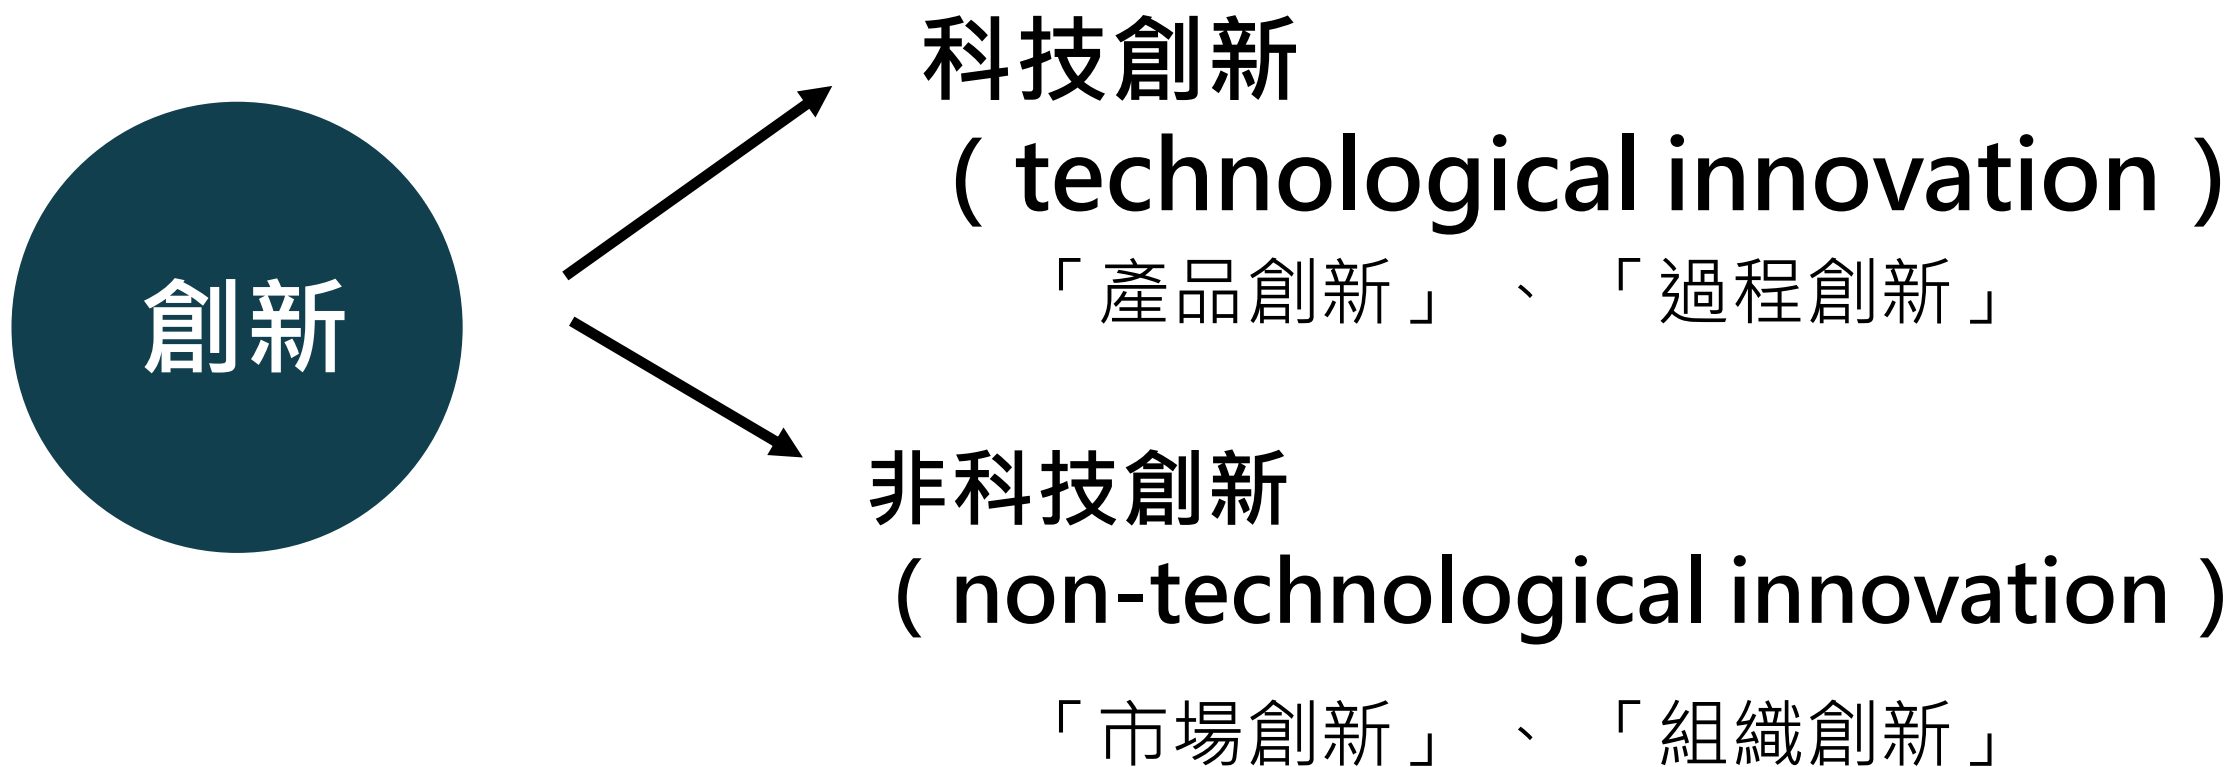 創新
科技創新
（technological innovation）
「產品創新」、「過程創新」
非科技創新
（non-technological innovation）
「市場創新」、「組織創新」